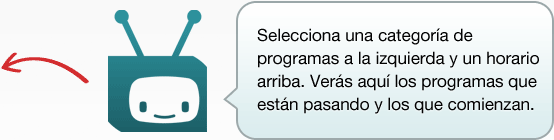 Selecciona una categoría de
programas a la izquierda y un horario
arriba. Verás aquí los programas que
están pasando y los que comienzan.